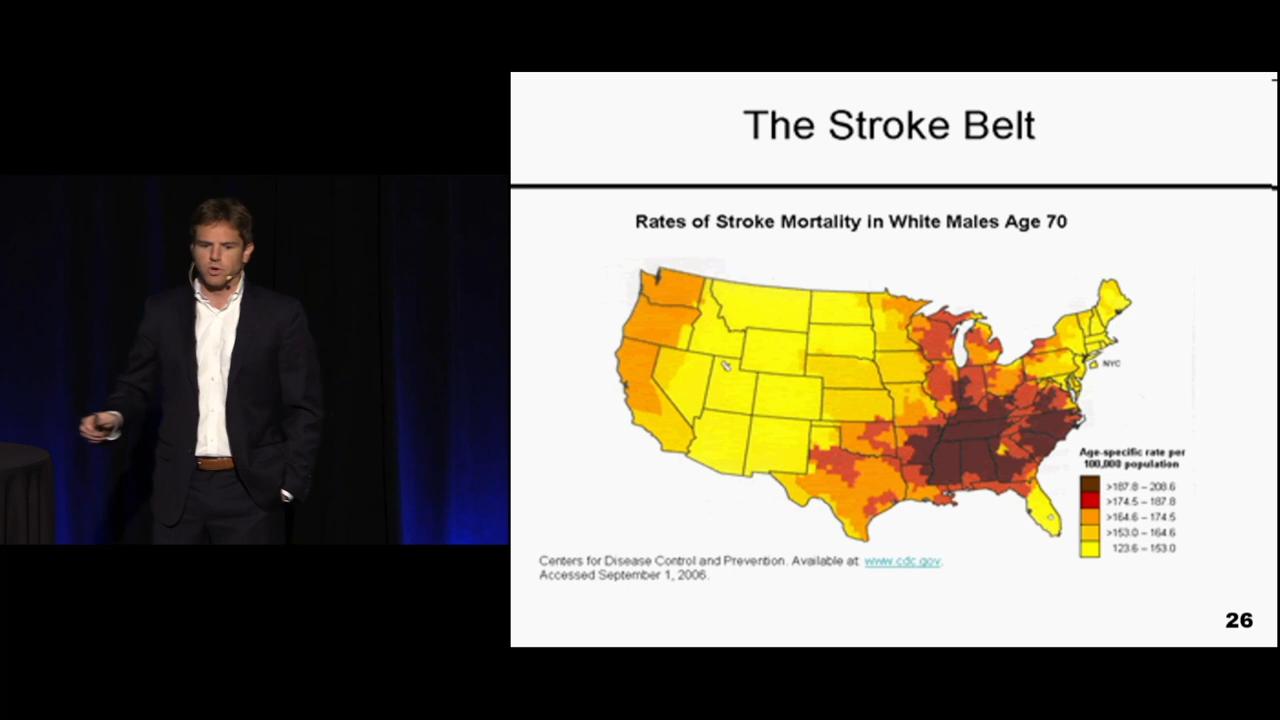 The Stroke Belt
Rates of Stroke Mortality in White Males Age 70
NYC
Age-specific rate per
100,000 population
>187.8 – 208.6
>174.5 – 187.8
>164.6 – 174.5
>153.0 – 164.6
123.6 – 153.0
Centers for Disease Control and Prevention. Available at www.cdc.gov.
Accessed September 1, 2006.
26